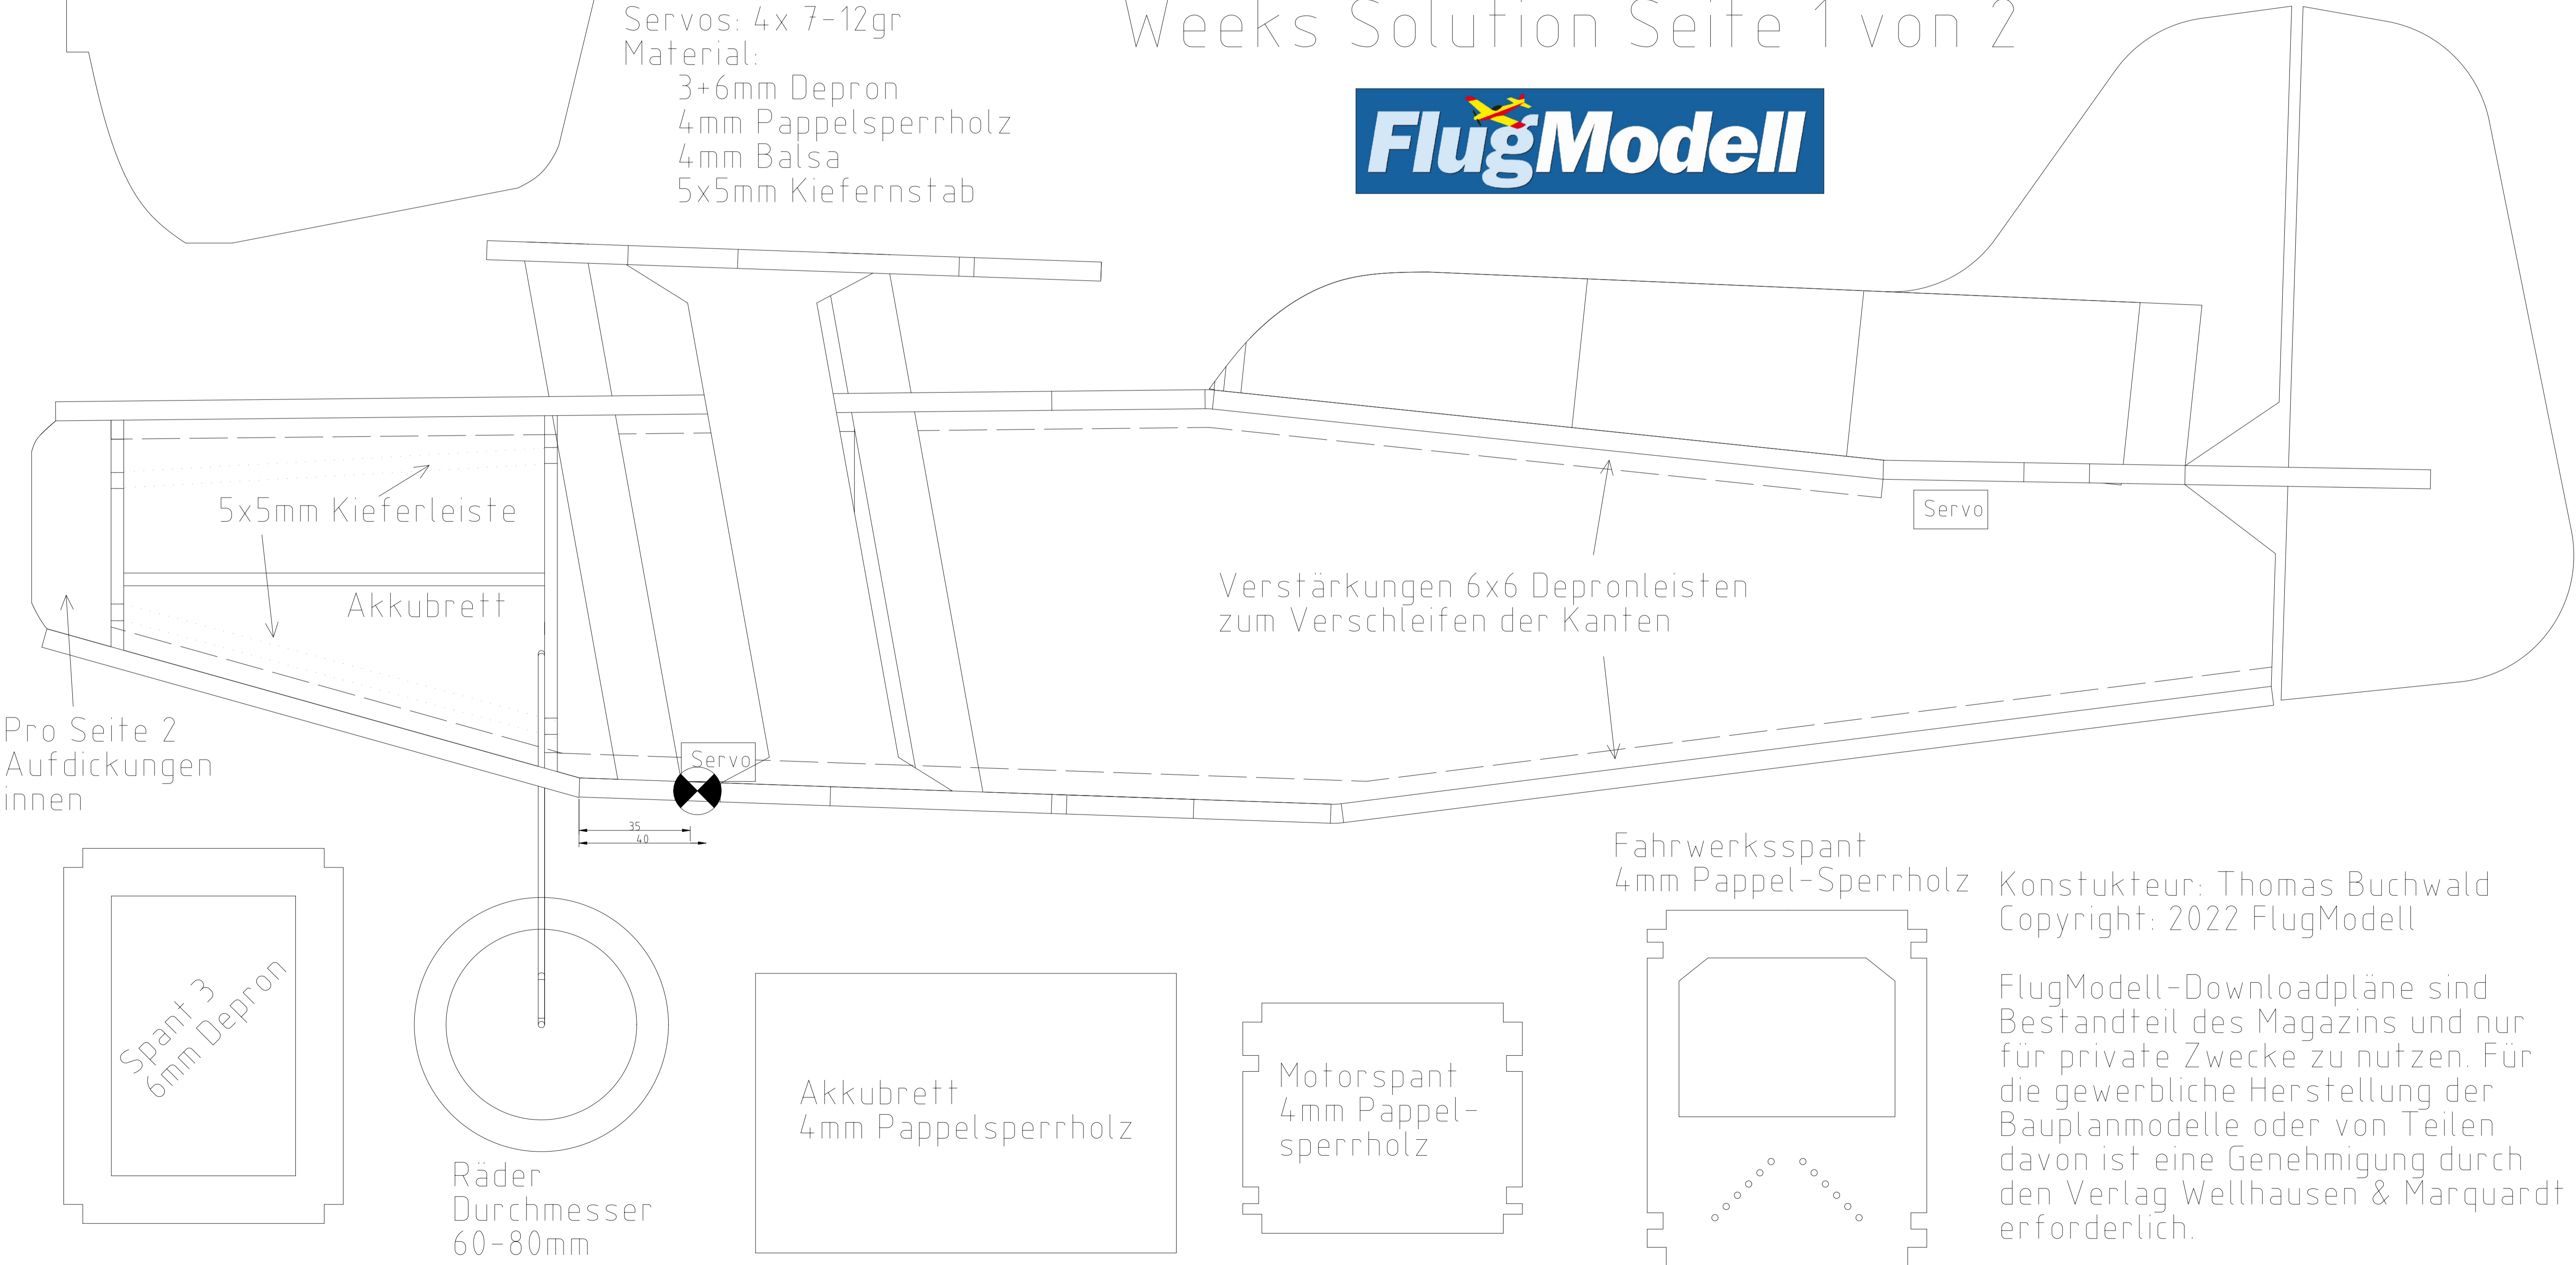 Servos: 4x 7-12gr
Material:
3+6mm Depron
4mm Pappelsperrholz
4mm Balsa
5x5mm Kiefernstab
Weeks Solution Seite 1 von 2
FlugModell
5x5mm Kieferleiste
Akkubrett
Servo
Verstärkungen 6x6 Depronleisten
zum Verschleifen der Kanten
Pro Seite 2
Aufdickungen
innen
Servo
35
40
Spant 3
6mm Depron
Räder
Durchmesser
60-80mm
Akkubrett
4mm Pappelsperrholz
Motorspant
4mm Pappel-
sperrholz
Fahrwerksspant
4mm Pappel-Sperrholz
Konstukteur: Thomas Buchwald
Copyright: 2022 FlugModell
FlugModell-Downloadpläne sind
Bestandteil des Magazins und nur
für private Zwecke zu nutzen. Für
die gewerbliche Herstellung der
Bauplanmodelle oder von Teilen
davon ist eine Genehmigung durch
den Verlag Wellhausen & Marquardt
erforderlich.